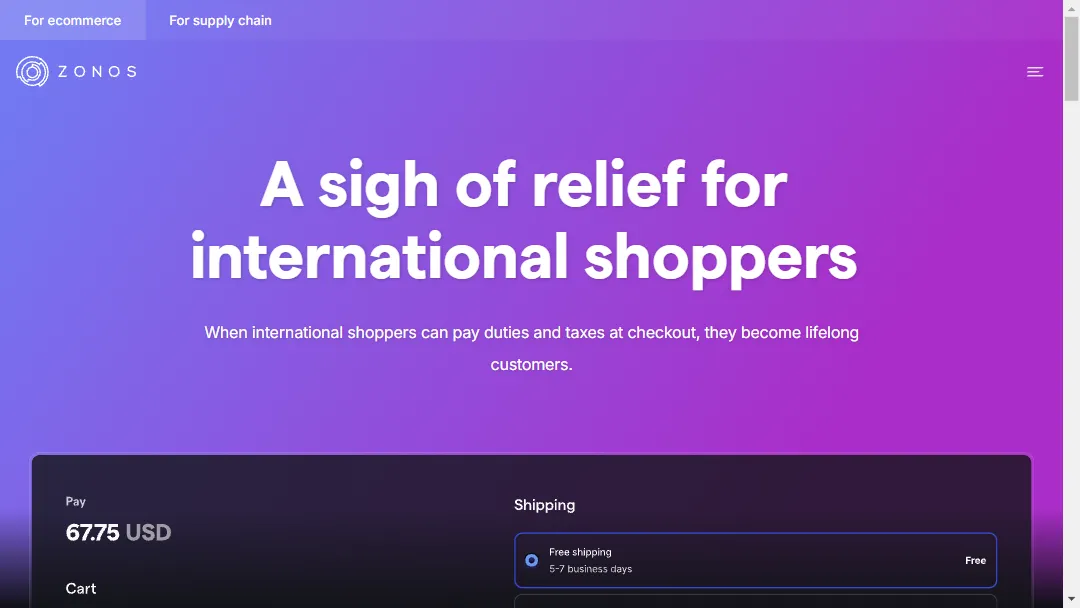 For ecommerce
For supply chain
ZONOS
A sigh of relief for
international shoppers
When international shoppers can pay duties and taxes at checkout, they become lifelong
customers.
Pay
67.75 USD
Cart
Shipping
Free shipping
5-7 business days
Free